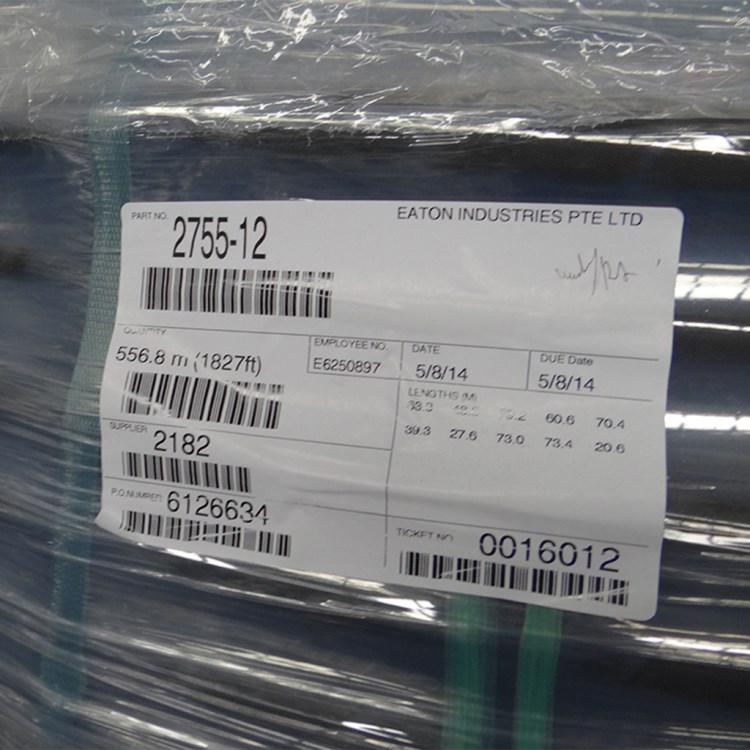 PART NO.
2755-12
EATON INDUSTRIES PTE LTD
QUANTITY
556.8 m (1827ft)
EMPLOYEE NO.
E6250897
DATE
5/8/14
DUE Date
5/8/14
LENGTHS (M)
60.6 70.4
39.3 27.6 73.0 73.4 20.6
SUPPLIER
2182
P.O.NUMBER
6126634
TICKET NO
0016012